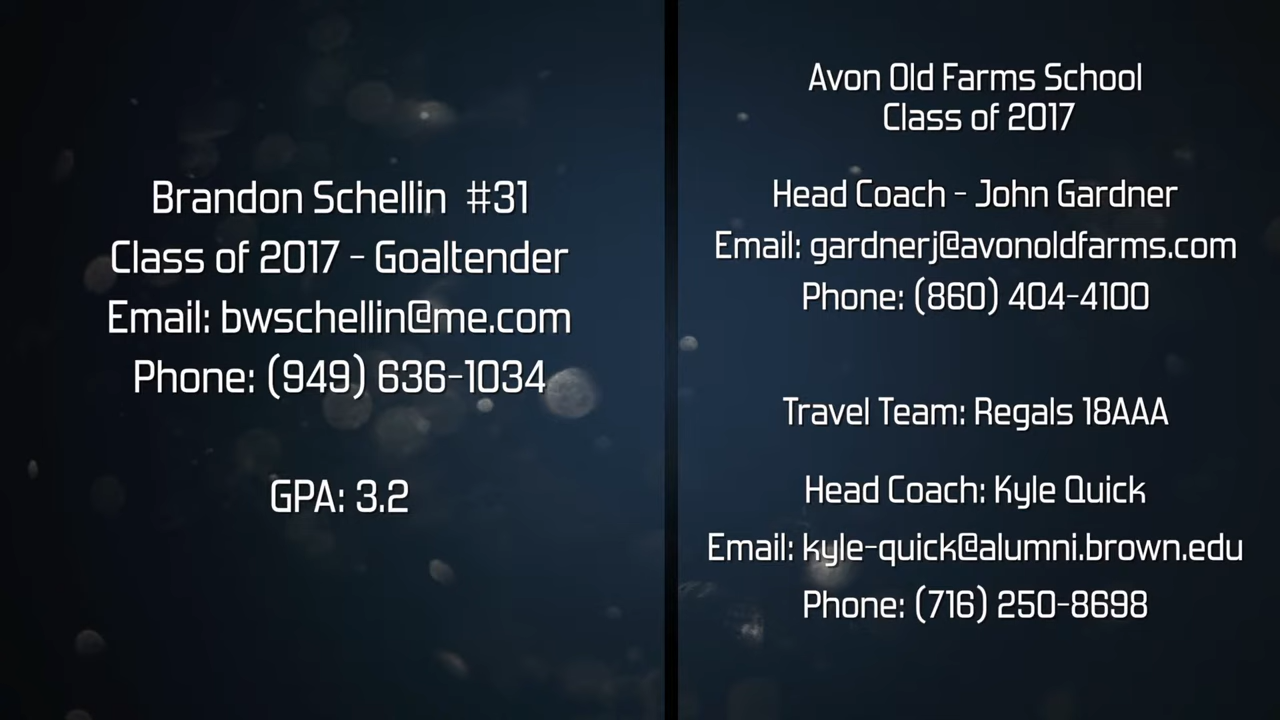 Brandon Schellin #31
Class of 2017 - Goaltender
Email: bwschellin@me.com
Phone: (949) 636-1034
GPA: 3.2
Avon Old Farms School
Class of 2017
Head Coach - John Gardner
Email: gardnerj@avonoldfarms.com
Phone: (860) 404-4100
Travel Team: Regals 18AAA
Head Coach: Kyle Quick
Email: kyle-quick@alumni.brown.edu
Phone: (716) 250-8698